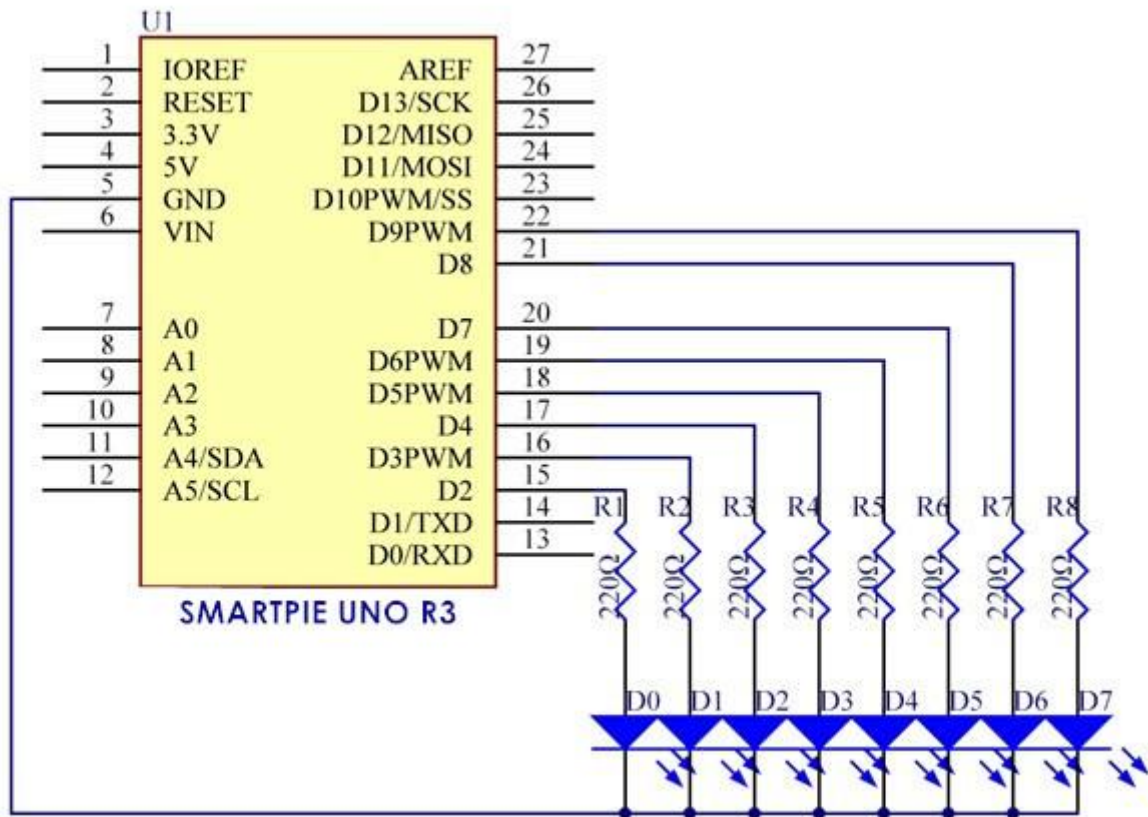 U1
1 IOREF AREF 27
2 RESET D13/SCK 26
3 3.3V D12/MISO 25
4 5V D11/MOSI 24
5 GND D10PWM/SS 23
6 VIN D9PWM 22
D8 21
7 A0 D7 20
8 A1 D6PWM 19
9 A2 D5PWM 18
10 A3 D4 17
11 A4/SDA D3PWM 16
12 A5/SCL D2 15
D1/TXD 14
D0/RXD 13
SMARTPIE UNO R3
R1 R2 R3 R4 R5 R6 R7 R8
220Ω 220Ω 220Ω 220Ω 220Ω 220Ω 220Ω 220Ω
D0 D1 D2 D3 D4 D5 D6 D7